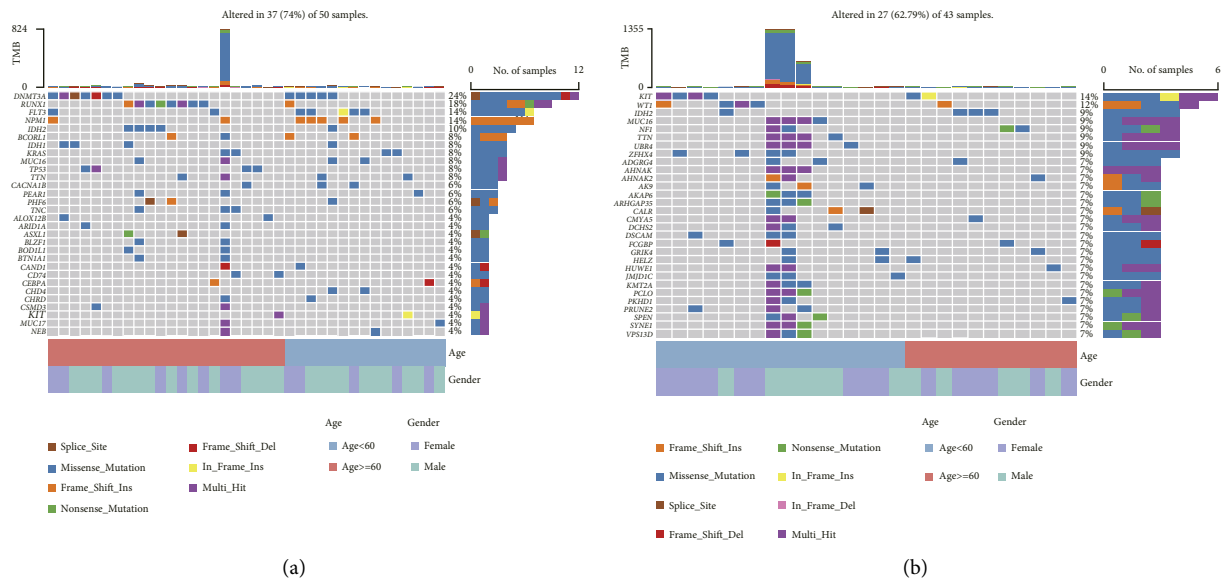 Altered in 37 (74%) of 50 samples.
824
TMB
0
No. of samples
0 12
DNMT3A 24%
RUNX1 18%
FLT3 14%
NPM1 14%
IDH2 10%
BCORL1 8%
IDH1 8%
KRAS 8%
MUC16 8%
TP53 8%
TTN 8%
CACNA1B 6%
PEAR1 6%
PHF6 6%
TNC 6%
ALOX12B 4%
ARID1A 4%
ASXL1 4%
BLZF1 4%
BOD1L1 4%
BTN1A1 4%
CAND1 4%
CD74 4%
CEBPA 4%
CHD4 4%
CHRD 4%
CSMD3 4%
KIT 4%
MUC17 4%
NEB 4%
Age
Gender
Splice_Site
Missense_Mutation
Frame_Shift_Ins
Nonsense_Mutation
Frame_Shift_Del
In_Frame_Ins
Multi_Hit
Age
Age<60
Age>=60
Gender
Female
Male
(a)
Altered in 27 (62.79%) of 43 samples.
1355
TMB
0
No. of samples
0 6
KIT 14%
WT1 12%
IDH2 9%
MUC16 9%
NF1 9%
TTN 9%
UBR4 9%
ZFHX4 9%
ADGRG4 7%
AHNAK 7%
AHNAK2 7%
AK9 7%
AKAP6 7%
ARHGAP35 7%
CALR 7%
CMYA5 7%
DCHS2 7%
DSCAM 7%
FCGBP 7%
GRIK4 7%
HELZ 7%
HUWE1 7%
JMJD1C 7%
KMT2A 7%
PCLO 7%
PKHD1 7%
PRUNE2 7%
SPEN 7%
SYNE1 7%
VPS13D 7%
Age
Gender
Frame_Shift_Ins
Missense_Mutation
Splice_Site
Frame_Shift_Del
Nonsense_Mutation
In_Frame_Ins
In_Frame_Del
Multi_Hit
Age
Age<60
Age>=60
Gender
Female
Male
(b)